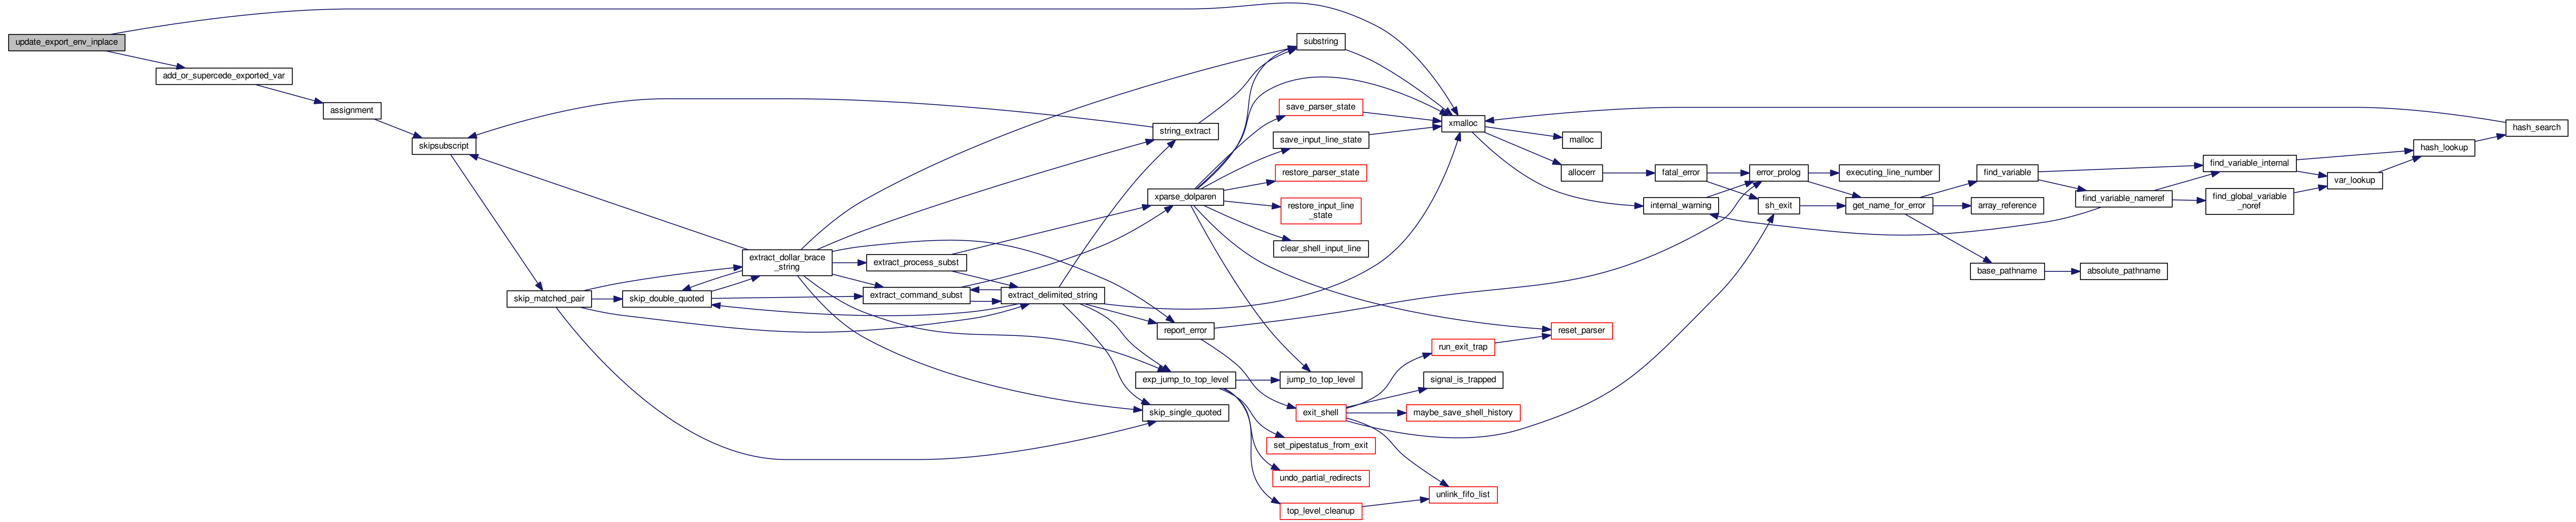 update_export_env_inplace
add_or_supercede_exported_var
assignment
skipsubscript
skip_matched_pair
skip_double_quoted
extract_dollar_brace
_string
extract_process_subst
extract_command_subst
extract_delimited_string
string_extract
xparse_dolparen
report_error
exp_jump_to_top_level
skip_single_quoted
substring
save_parser_state
save_input_line_state
restore_parser_state
restore_input_line
_state
clear_shell_input_line
jump_to_top_level
exit_shell
set_pipestatus_from_exit
undo_partial_redirects
top_level_cleanup
xmalloc
run_exit_trap
signal_is_trapped
maybe_save_shell_history
unlink_fifo_list
malloc
allocerr
reset_parser
fatal_error
internal_warning
error_prolog
sh_exit
executing_line_number
get_name_for_error
find_variable
array_reference
base_pathname
find_variable_nameref
absolute_pathname
find_variable_internal
find_global_variable
_noref
var_lookup
hash_lookup
hash_search